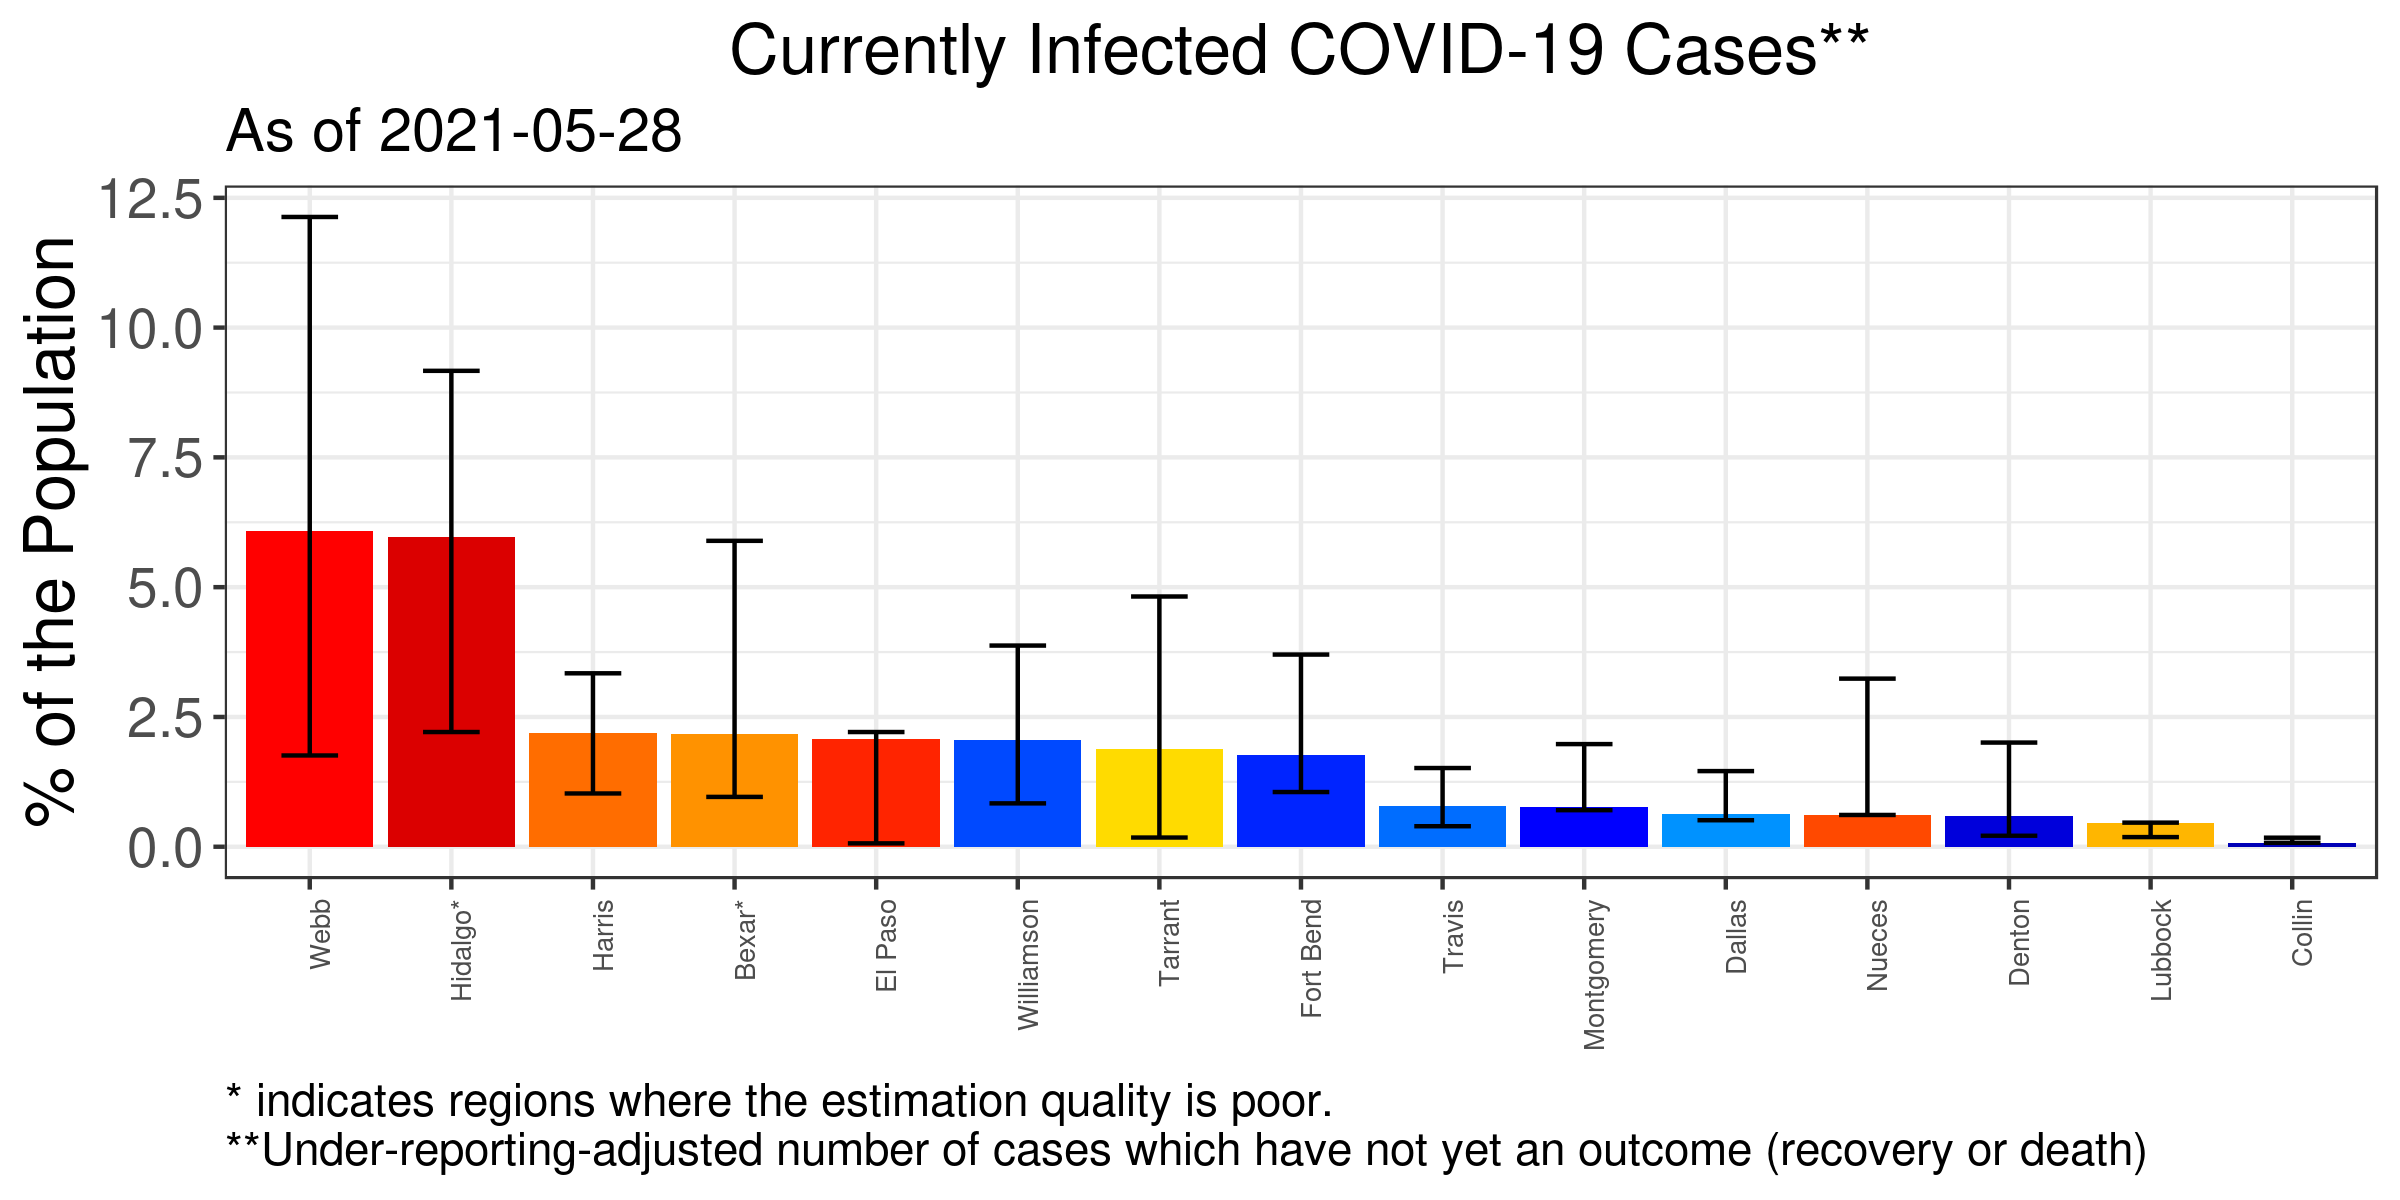 Currently Infected COVID-19 Cases**
As of 2021-05-28
% of the Population
12.5
10.0
7.5
5.0
2.5
0.0
Webb
Hidalgo*
Harris
Bexar*
El Paso
Williamson
Tarrant
Fort Bend
Travis
Montgomery
Dallas
Nueces
Denton
Lubbock
Collin
* indicates regions where the estimation quality is poor.
**Under-reporting-adjusted number of cases which have not yet an outcome (recovery or death)